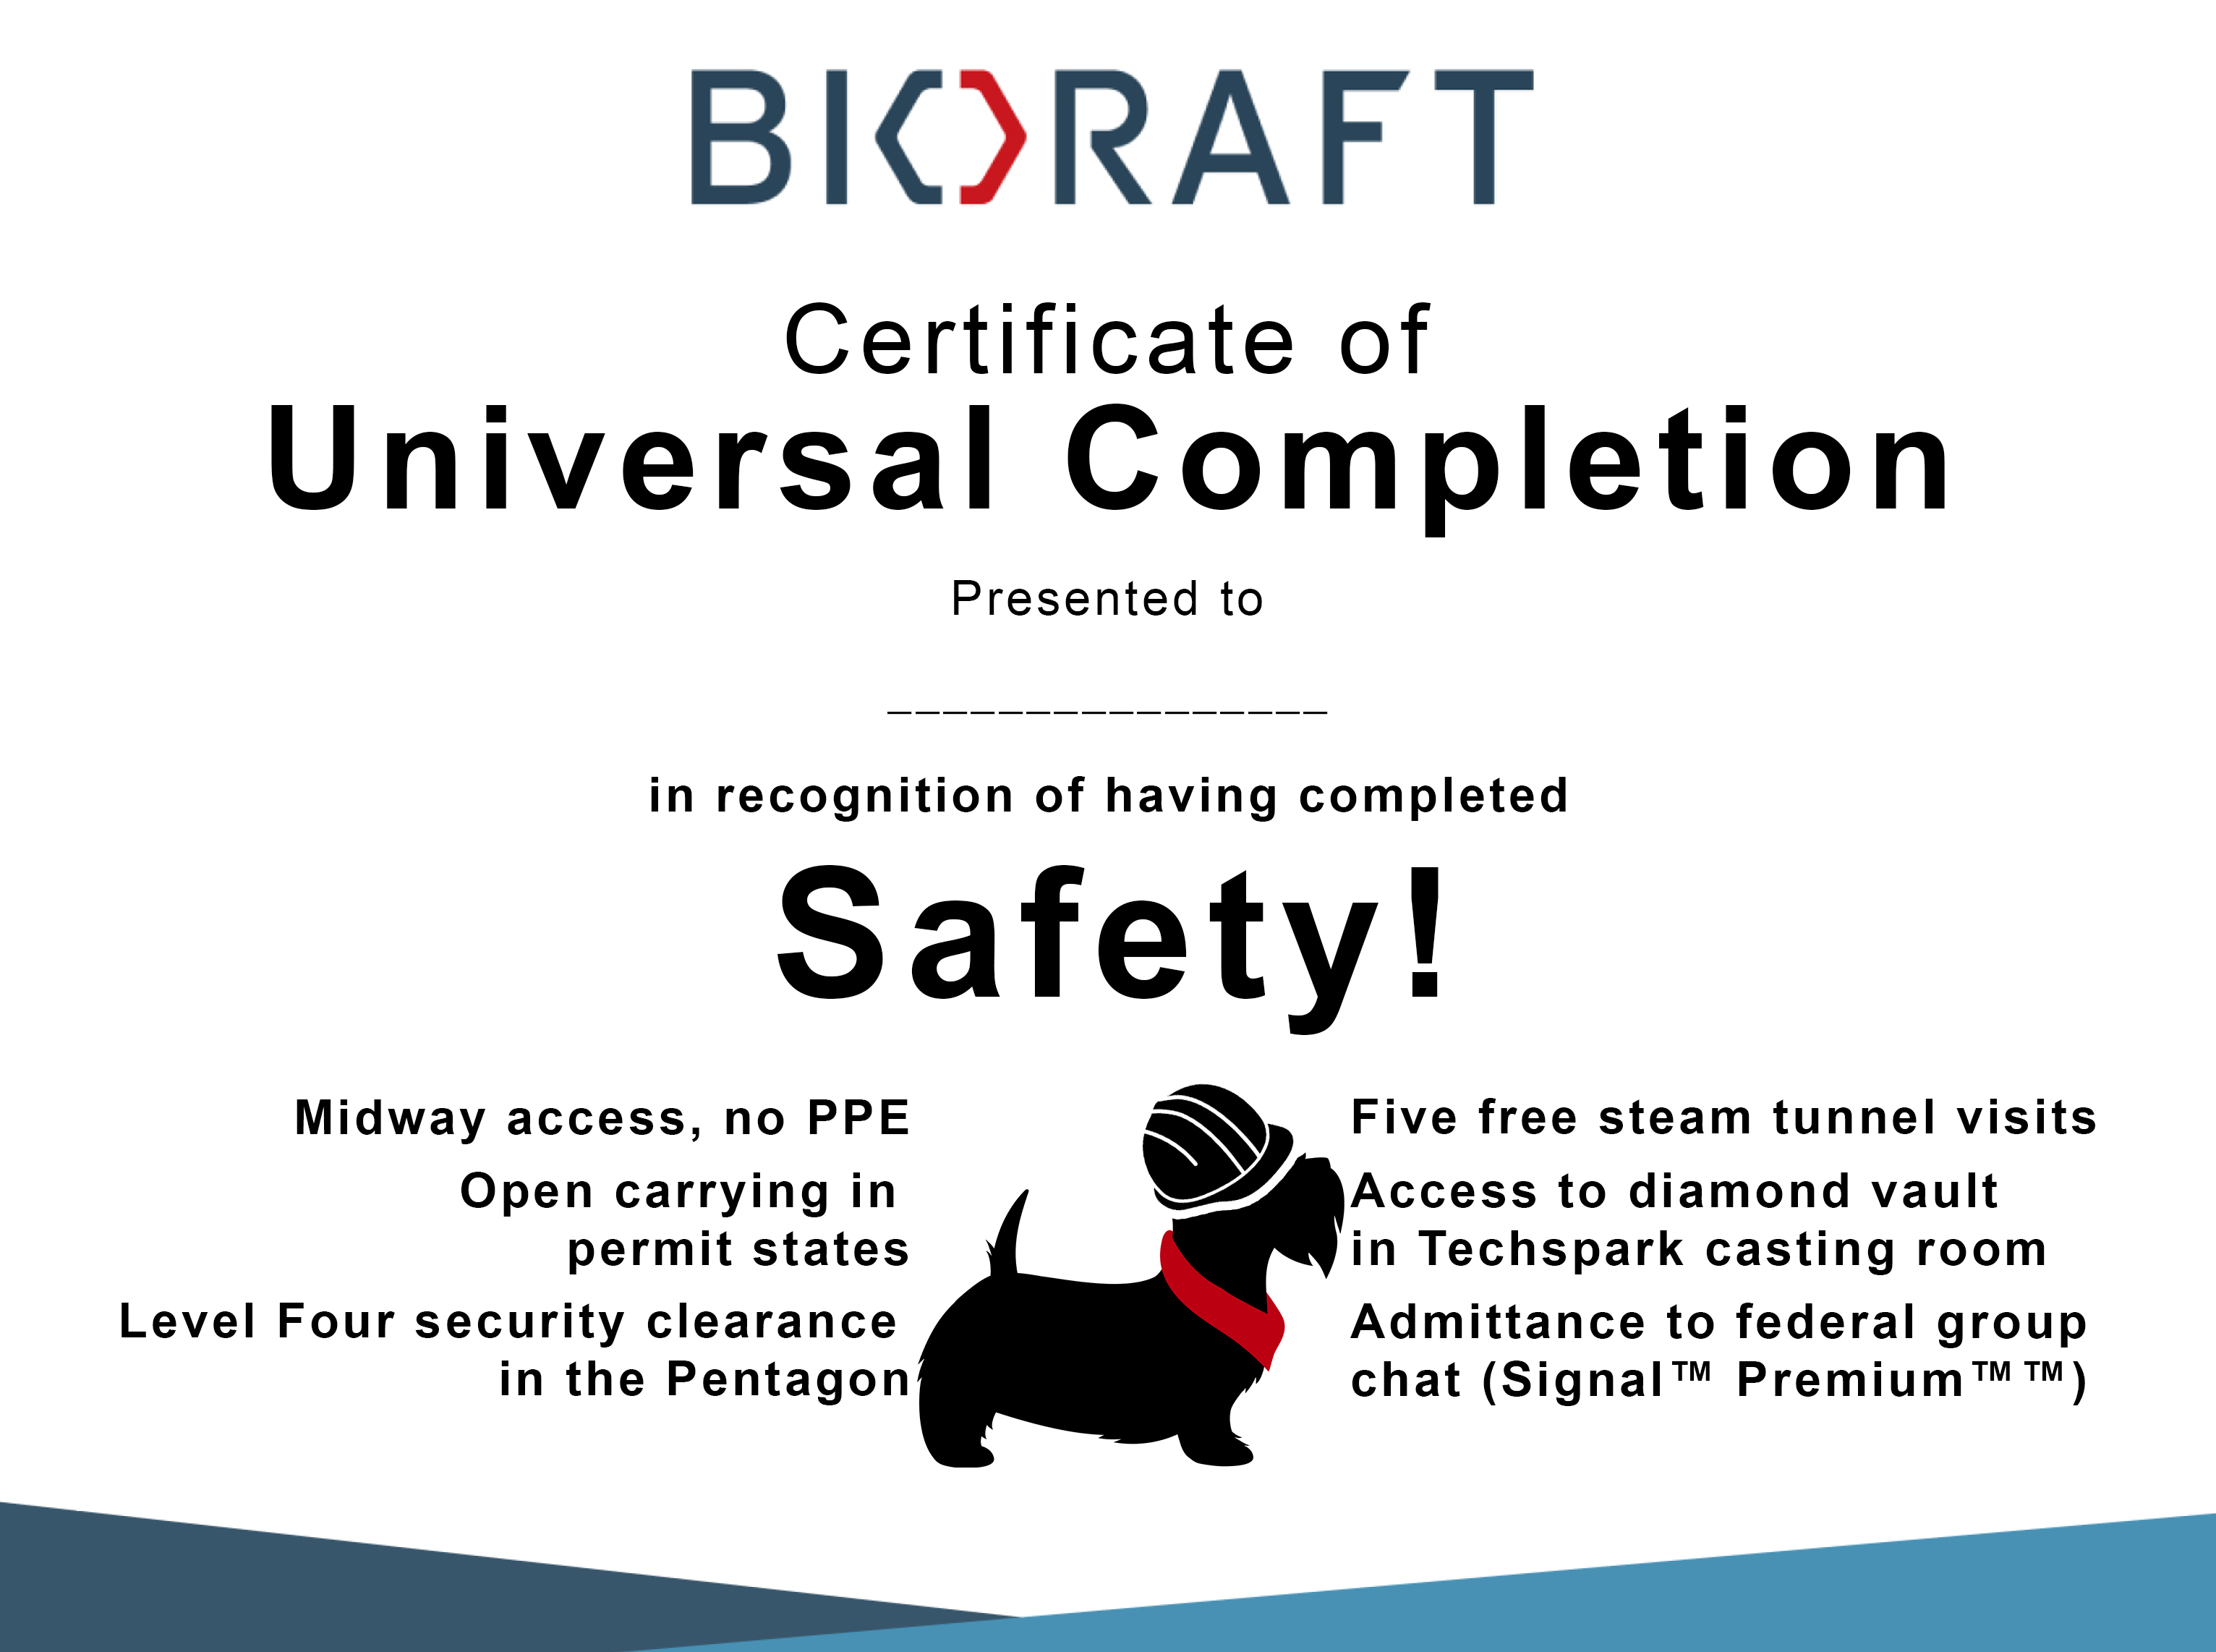 BIORAFT
Certificate of
Universal Completion
Presented to
________________
in recognition of having completed
Safety!
Midway access, no PPE
Open carrying in
permit states
Level Four security clearance
in the Pentagon
Five free steam tunnel visits
Access to diamond vault
in Techspark casting room
Admittance to federal group
chat (Signal™ Premium™™)